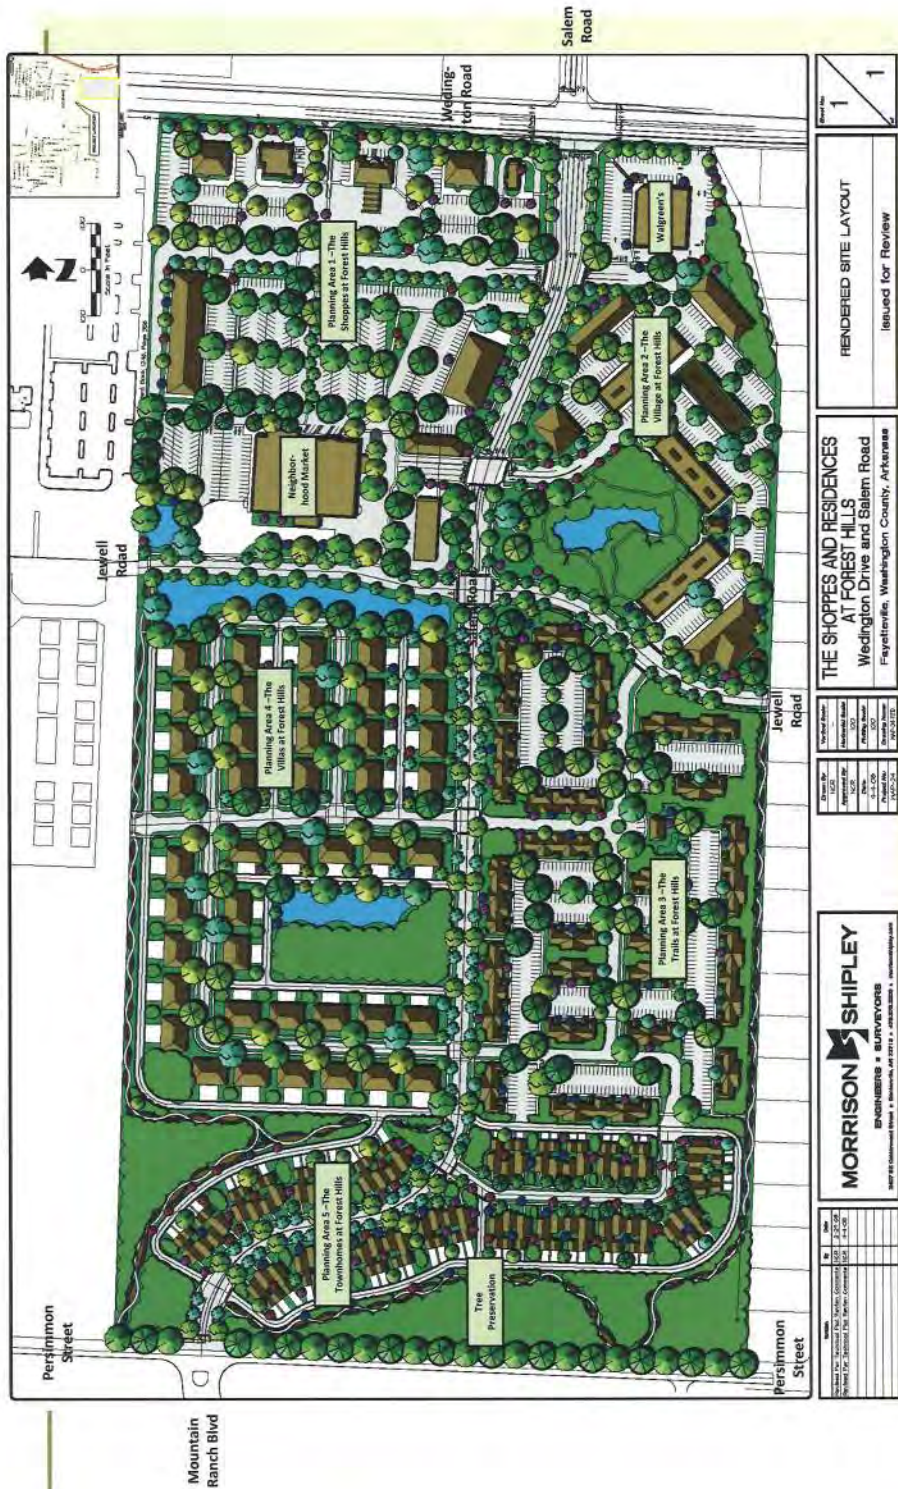 Salem
Road
Weding-
ton Road
Planning Area 1 –The
Shoppes at Forest Hills
Walgreen's
Planning Area 2 –The
Village at Forest Hills
Neighbor-
hood Market
Jewell
Road
Salem Road
Planning Area 4 –The
Villas at Forest Hills
Jewell
Road
Planning Area 3 –The
Trails at Forest Hills
Planning Area 5 –The
Townhomes at Forest Hills
Tree
Preservation
Persimmon
Street
Persimmon
Street
Mountain
Ranch Blvd
Scale in Feet
1
1
RENDERED SITE LAYOUT
Issued for Review
THE SHOPPES AND RESIDENCES
AT FOREST HILLS
Wedington Drive and Salem Road
Fayetteville, Washington County, Arkansas
MORRISON SHIPLEY
ENGINEERS SURVEYORS